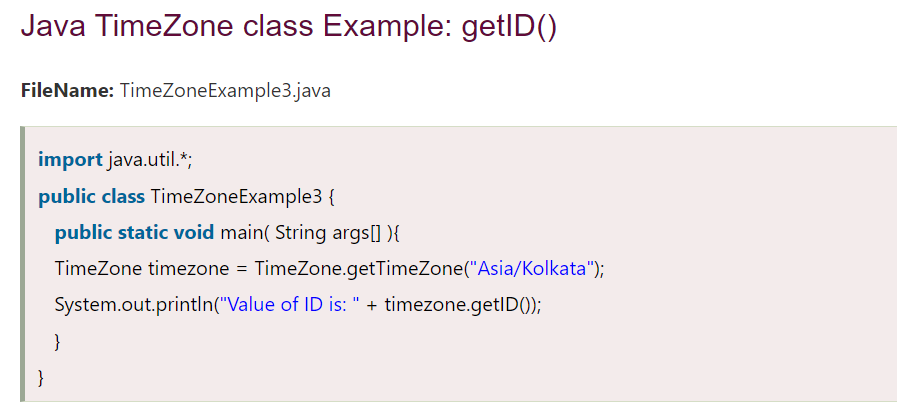 Java TimeZone class Example: getID()
FileName: TimeZoneExample3.java
import java.util.*;
public class TimeZoneExample3 {
public static void main( String args[] ){
TimeZone timezone = TimeZone.getTimeZone("Asia/Kolkata");
System.out.println("Value of ID is: " + timezone.getID());
}
}